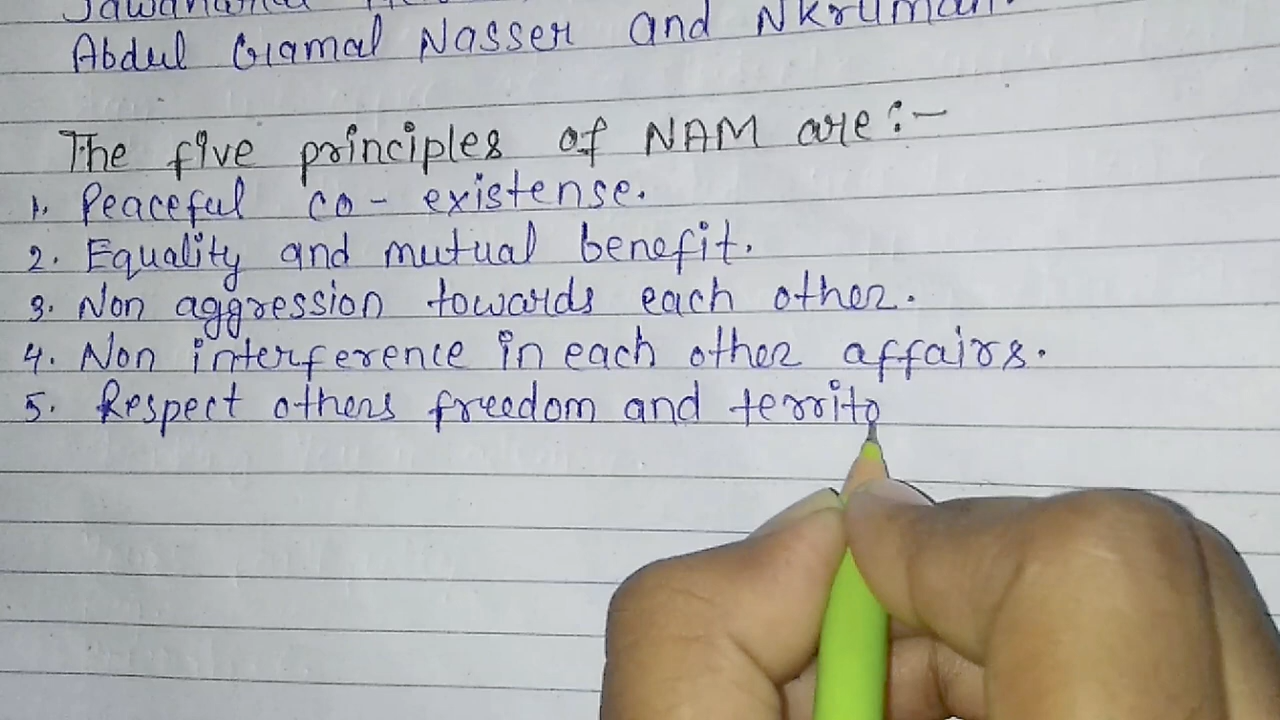 Abdul Gamal Nasser and Nkrumah.
The five principles of NAM are:-
1. Peaceful co-existense.
2. Equality and mutual benefit.
3. Non aggression towards each other.
4. Non interference in each other affairs.
5. Respect others freedom and territo